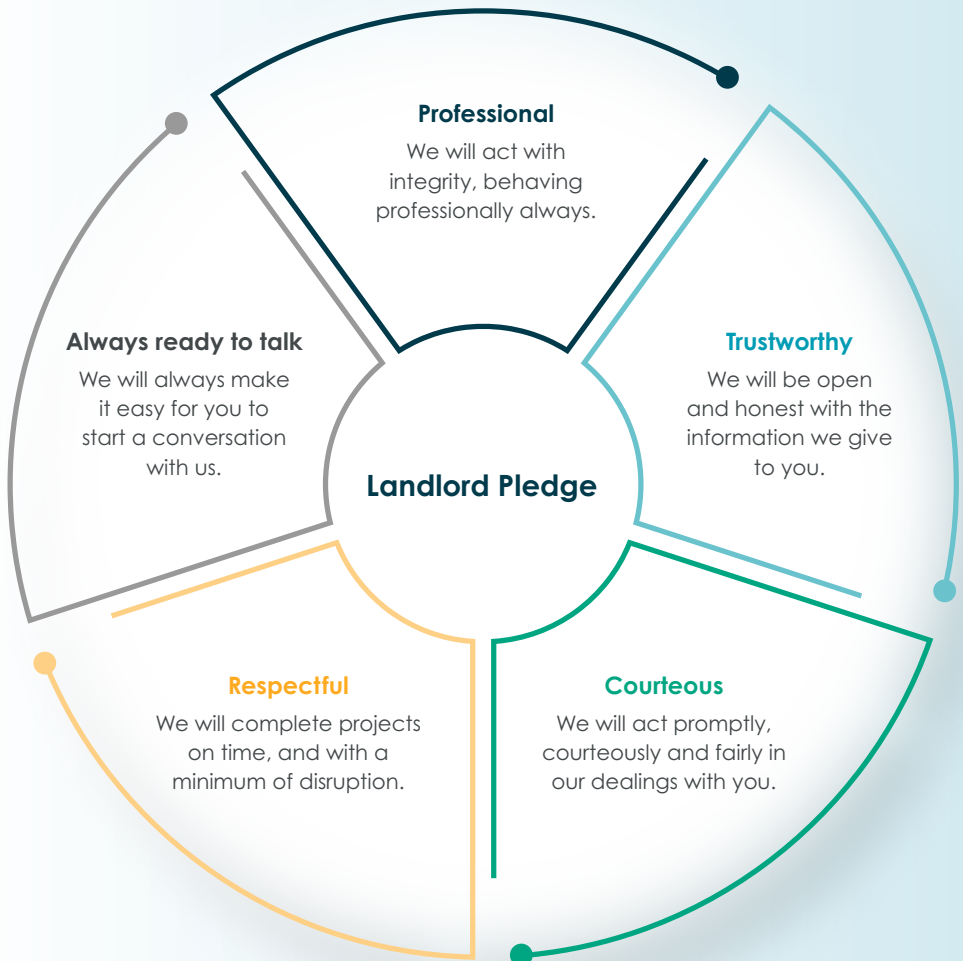 Professional
We will act with
integrity, behaving
professionally always.
Trustworthy
We will be open
and honest with the
information we give
to you.
Courteous
We will act promptly,
courteously and fairly in
our dealings with you.
Respectful
We will complete projects
on time, and with a
minimum of disruption.
Always ready to talk
We will always make
it easy for you to
start a conversation
with us.
Landlord Pledge